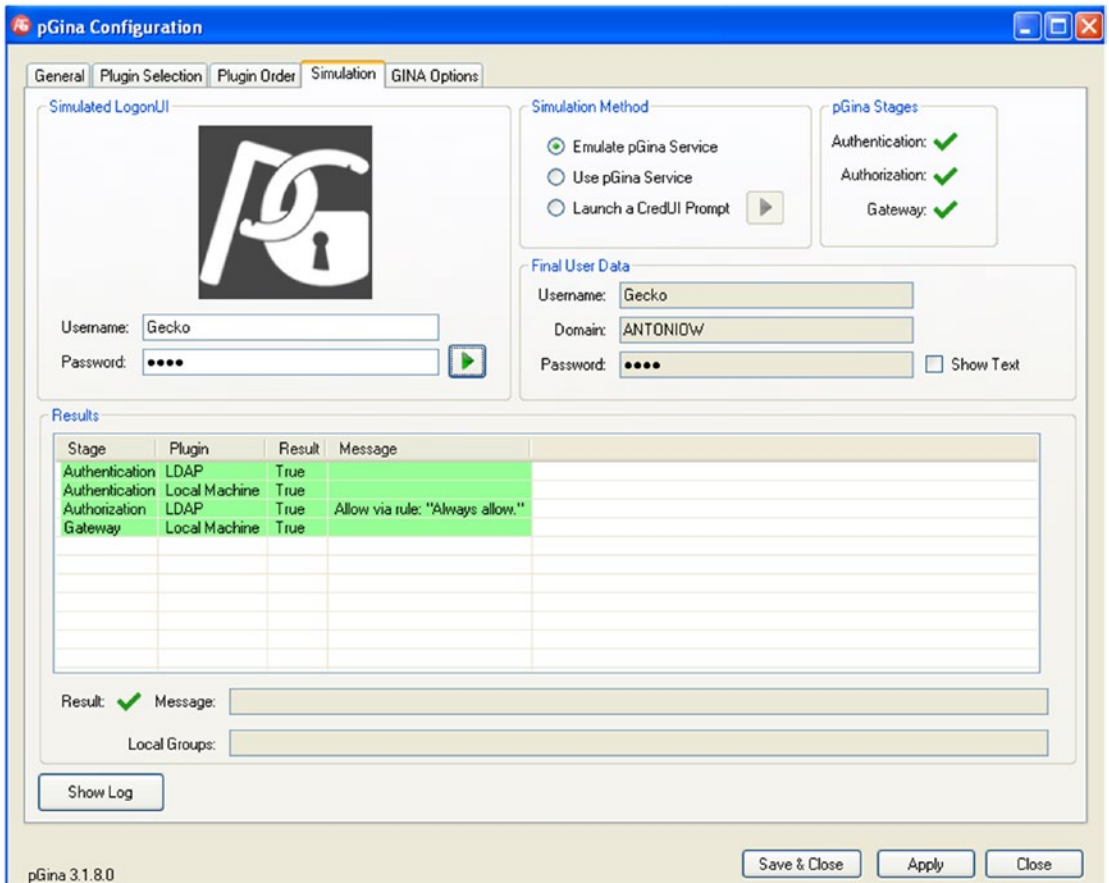 pGina Configuration
General Plugin Selection Plugin Order Simulation GINA Options
Simulated LogonUI
Username: Gecko
Password: ••••
Simulation Method
Emulate pGina Service
Use pGina Service
Launch a CredUI Prompt
pGina Stages
Authentication:
Authorization:
Gateway:
Final User Data
Username: Gecko
Domain: ANTONIOW
Password: •••• Show Text
Results
Stage Plugin Result Message
Authentication LDAP True
Authentication Local Machine True
Authorization LDAP True Allow via rule: "Always allow."
Gateway Local Machine True
Result: Message:
Local Groups:
Show Log
pGina 3.1.8.0
Save & Close Apply Close